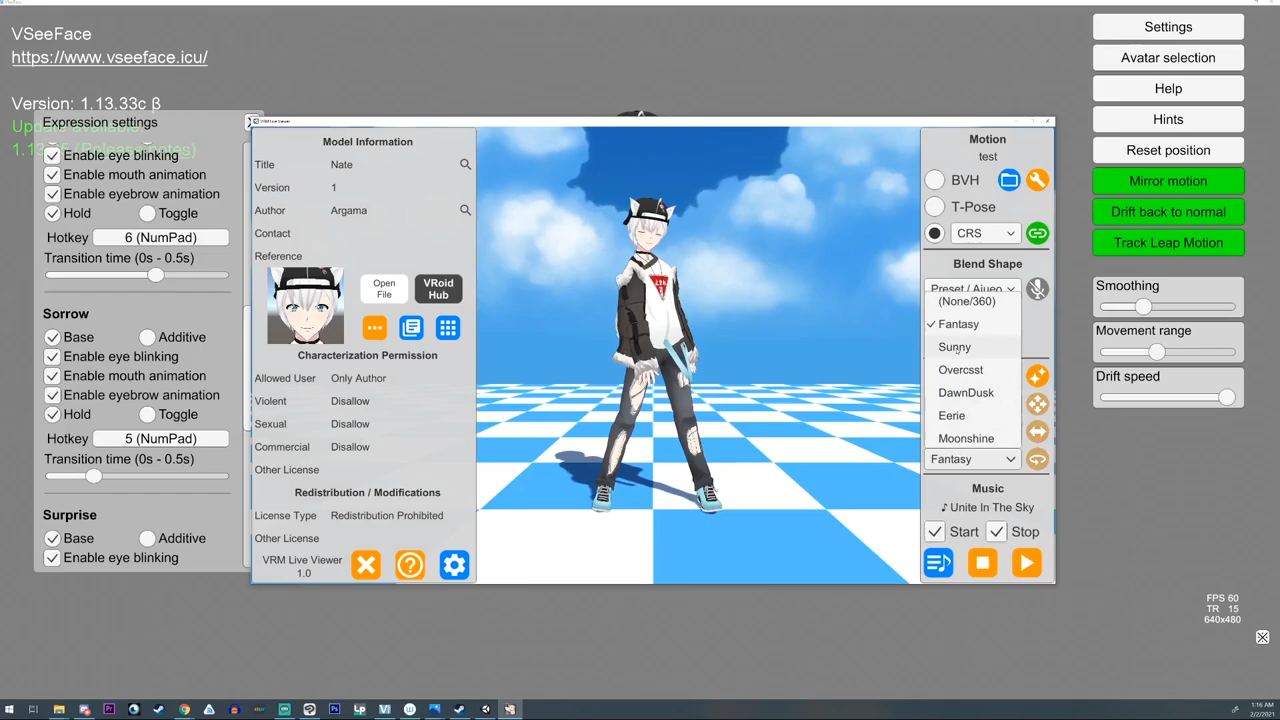 VSeeFace
https://www.vseeface.icu/
Version: 1.13.33c β
Expression settings
Enable eye blinking
Enable mouth animation
Enable eyebrow animation
Hold
Toggle
Hotkey
6 (NumPad)
Transition time (0s - 0.5s)
Sorrow
Base
Additive
Enable eye blinking
Enable mouth animation
Enable eyebrow animation
Hold
Toggle
Hotkey
5 (NumPad)
Transition time (0s - 0.5s)
Surprise
Base
Additive
Enable eye blinking
VRM Live Viewer
Model Information
Title
Nate
Version
1
Author
Argama
Contact
Reference
Open
File
VRoid
Hub
Characterization Permission
Allowed User
Only Author
Violent
Disallow
Sexual
Disallow
Commercial
Disallow
Other License
Redistribution / Modifications
License Type
Redistribution Prohibited
Other License
VRM Live Viewer
1.0
Motion
test
BVH
T-Pose
CRS
Blend Shape
Preset / Aiueo
(None/360)
Fantasy
Sunny
Overcsst
DawnDusk
Eerie
Moonshine
Fantasy
Music
♪ Unite In The Sky
Start
Stop
Settings
Avatar selection
Help
Hints
Reset position
Mirror motion
Drift back to normal
Track Leap Motion
Smoothing
Movement range
Drift speed
FPS 60
TR 15
640x480
1:16 AM
2/2/2021